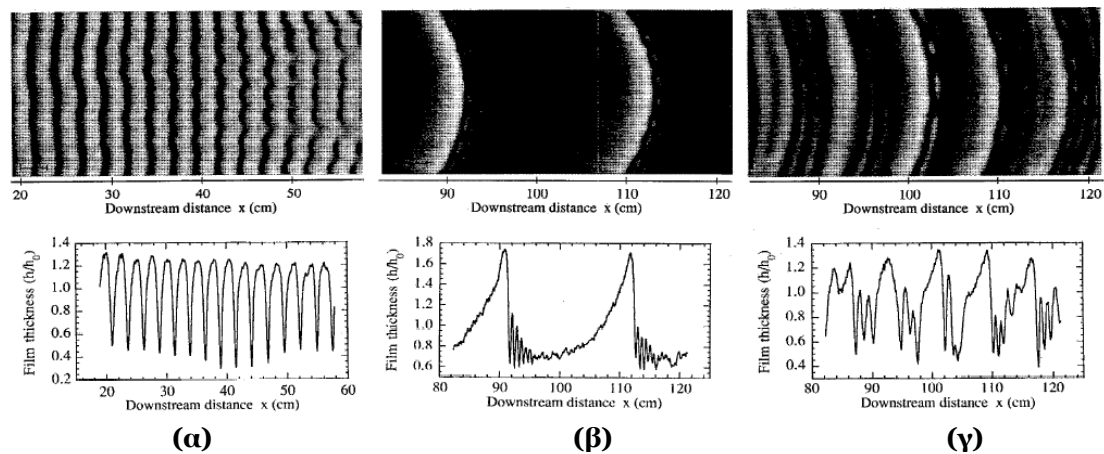 20 30 40 50
Downstream distance x (cm)
Film thickness (h/h₀)
1.4
1.2
1.0
0.8
0.6
0.4
0.2
20 30 40 50 60
Downstream distance x (cm)
(α)
90 100 110 120
Downstream distance x (cm)
Film thickness (h/h₀)
1.8
1.6
1.4
1.2
1.0
0.8
0.6
80 90 100 110 120
Downstream distance x (cm)
(β)
90 100 110 120
Downstream distance x (cm)
Film thickness (h/h₀)
1.4
1.2
1.0
0.8
0.6
0.4
80 90 100 110 120
Downstream distance x (cm)
(γ)